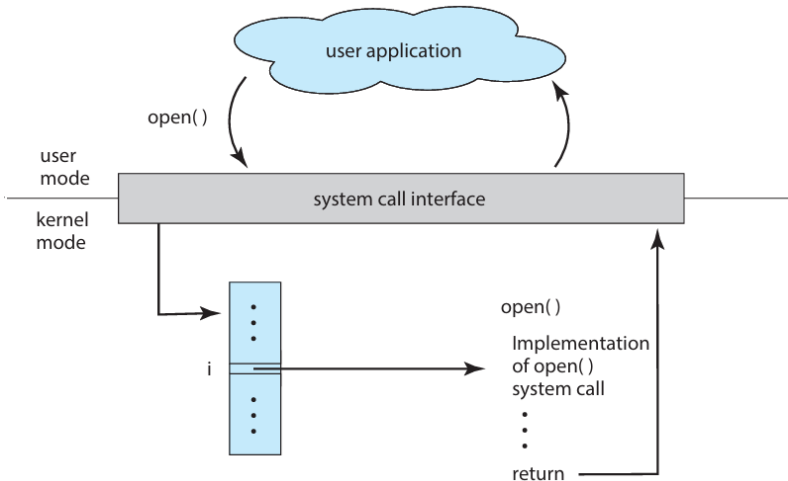 user application
open( )
user
mode
system call interface
kernel
mode
open( )
Implementation
i
of open( )
system call
return